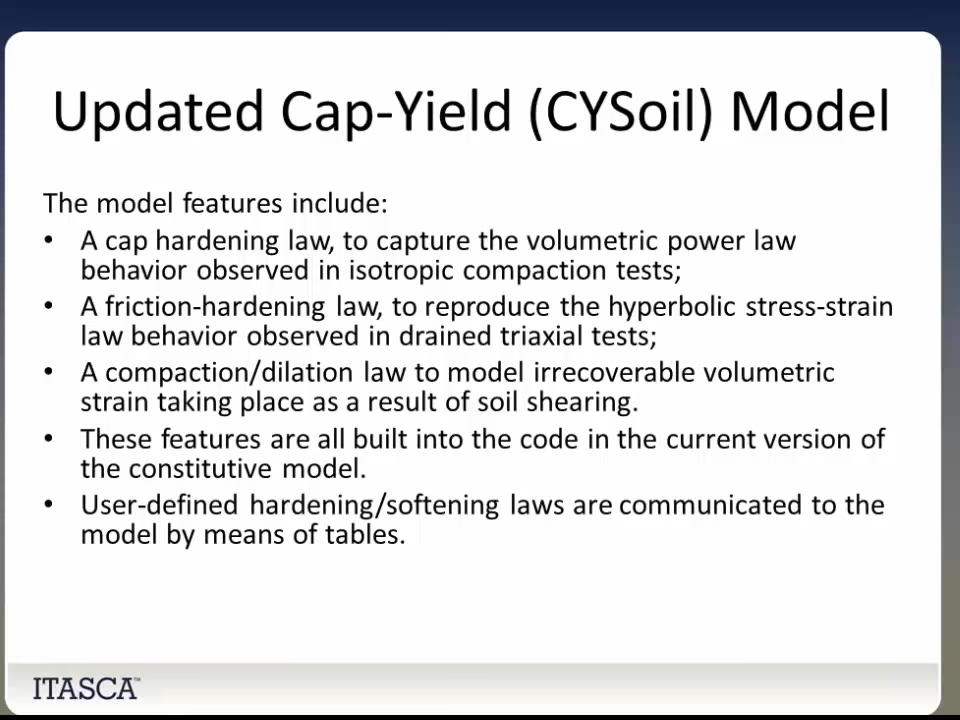 Updated Cap-Yield (CYSoil) Model
The model features include:
• A cap hardening law, to capture the volumetric power law
behavior observed in isotropic compaction tests;
• A friction-hardening law, to reproduce the hyperbolic stress-strain
law behavior observed in drained triaxial tests;
• A compaction/dilation law to model irrecoverable volumetric
strain taking place as a result of soil shearing.
• These features are all built into the code in the current version of
the constitutive model.
• User-defined hardening/softening laws are communicated to the
model by means of tables.
ITASCA™